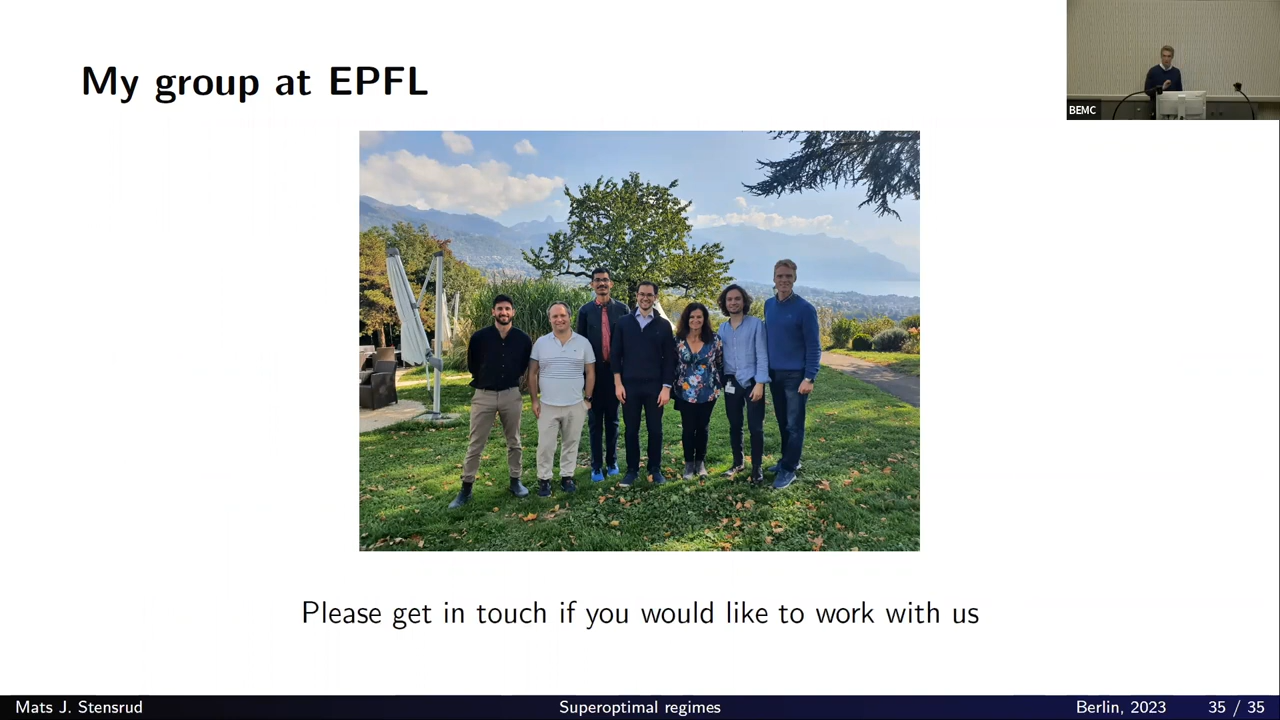 My group at EPFL
BEMC
Please get in touch if you would like to work with us
Mats J. Stensrud Superoptimal regimes Berlin, 2023 35 / 35